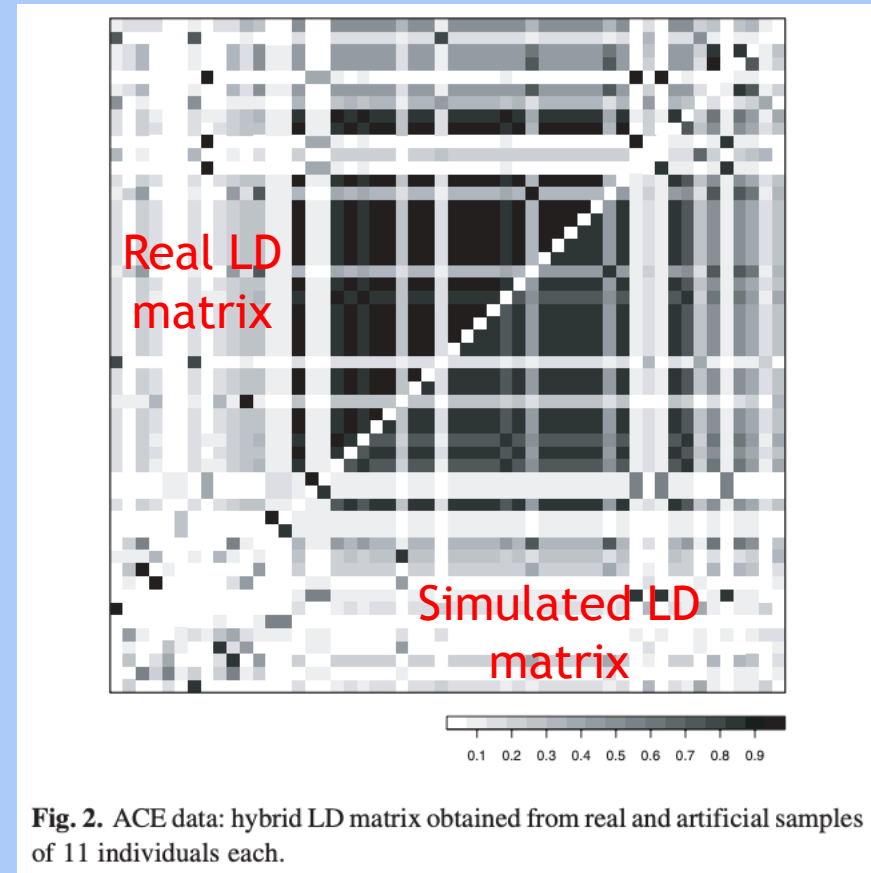 Real LD
matrix
Simulated LD
matrix
0.1 0.2 0.3 0.4 0.5 0.6 0.7 0.8 0.9
Fig. 2. ACE data: hybrid LD matrix obtained from real and artificial samples
of 11 individuals each.